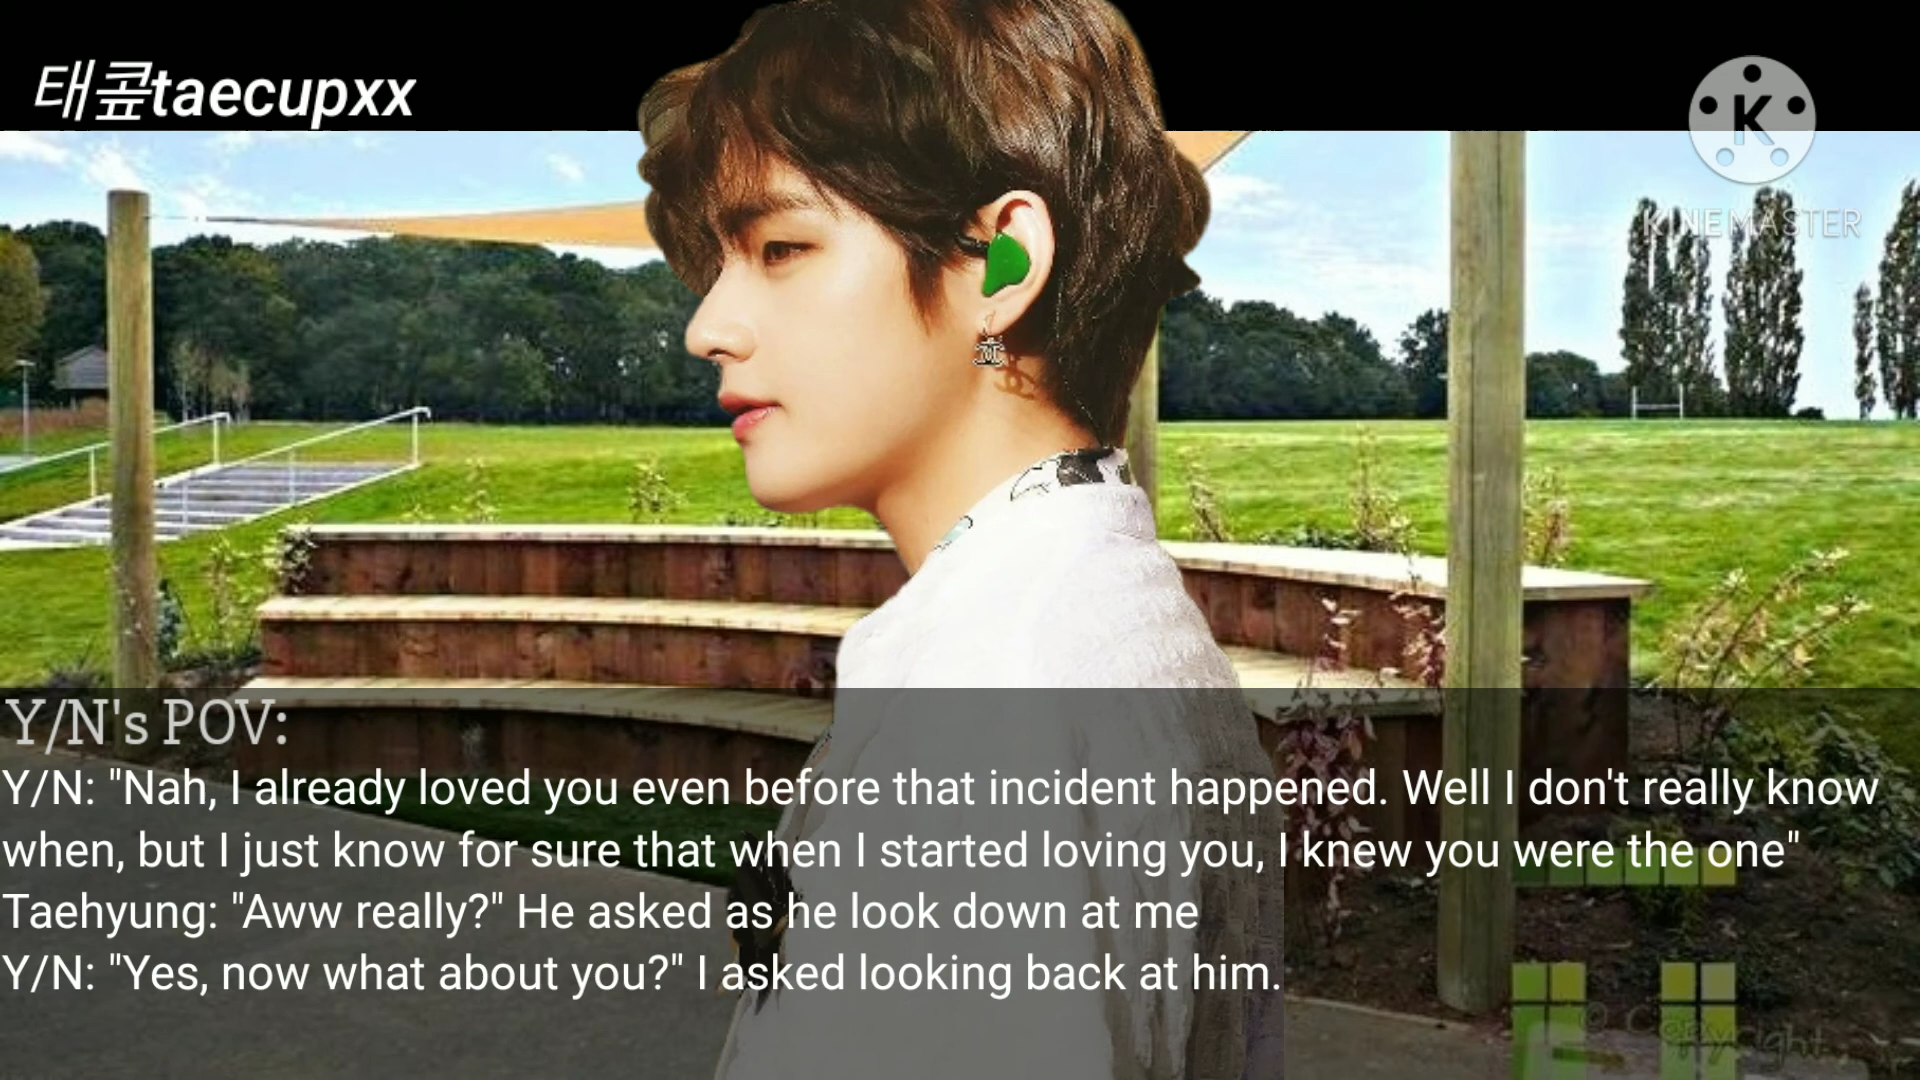 태콮taecupxx
K
KINEMASTER
Y/N's POV:
Y/N: "Nah, I already loved you even before that incident happened. Well I don't really know
when, but I just know for sure that when I started loving you, I knew you were the one"
Taehyung: "Aww really?" He asked as he look down at me
Y/N: "Yes, now what about you?" I asked looking back at him.
© Copyright